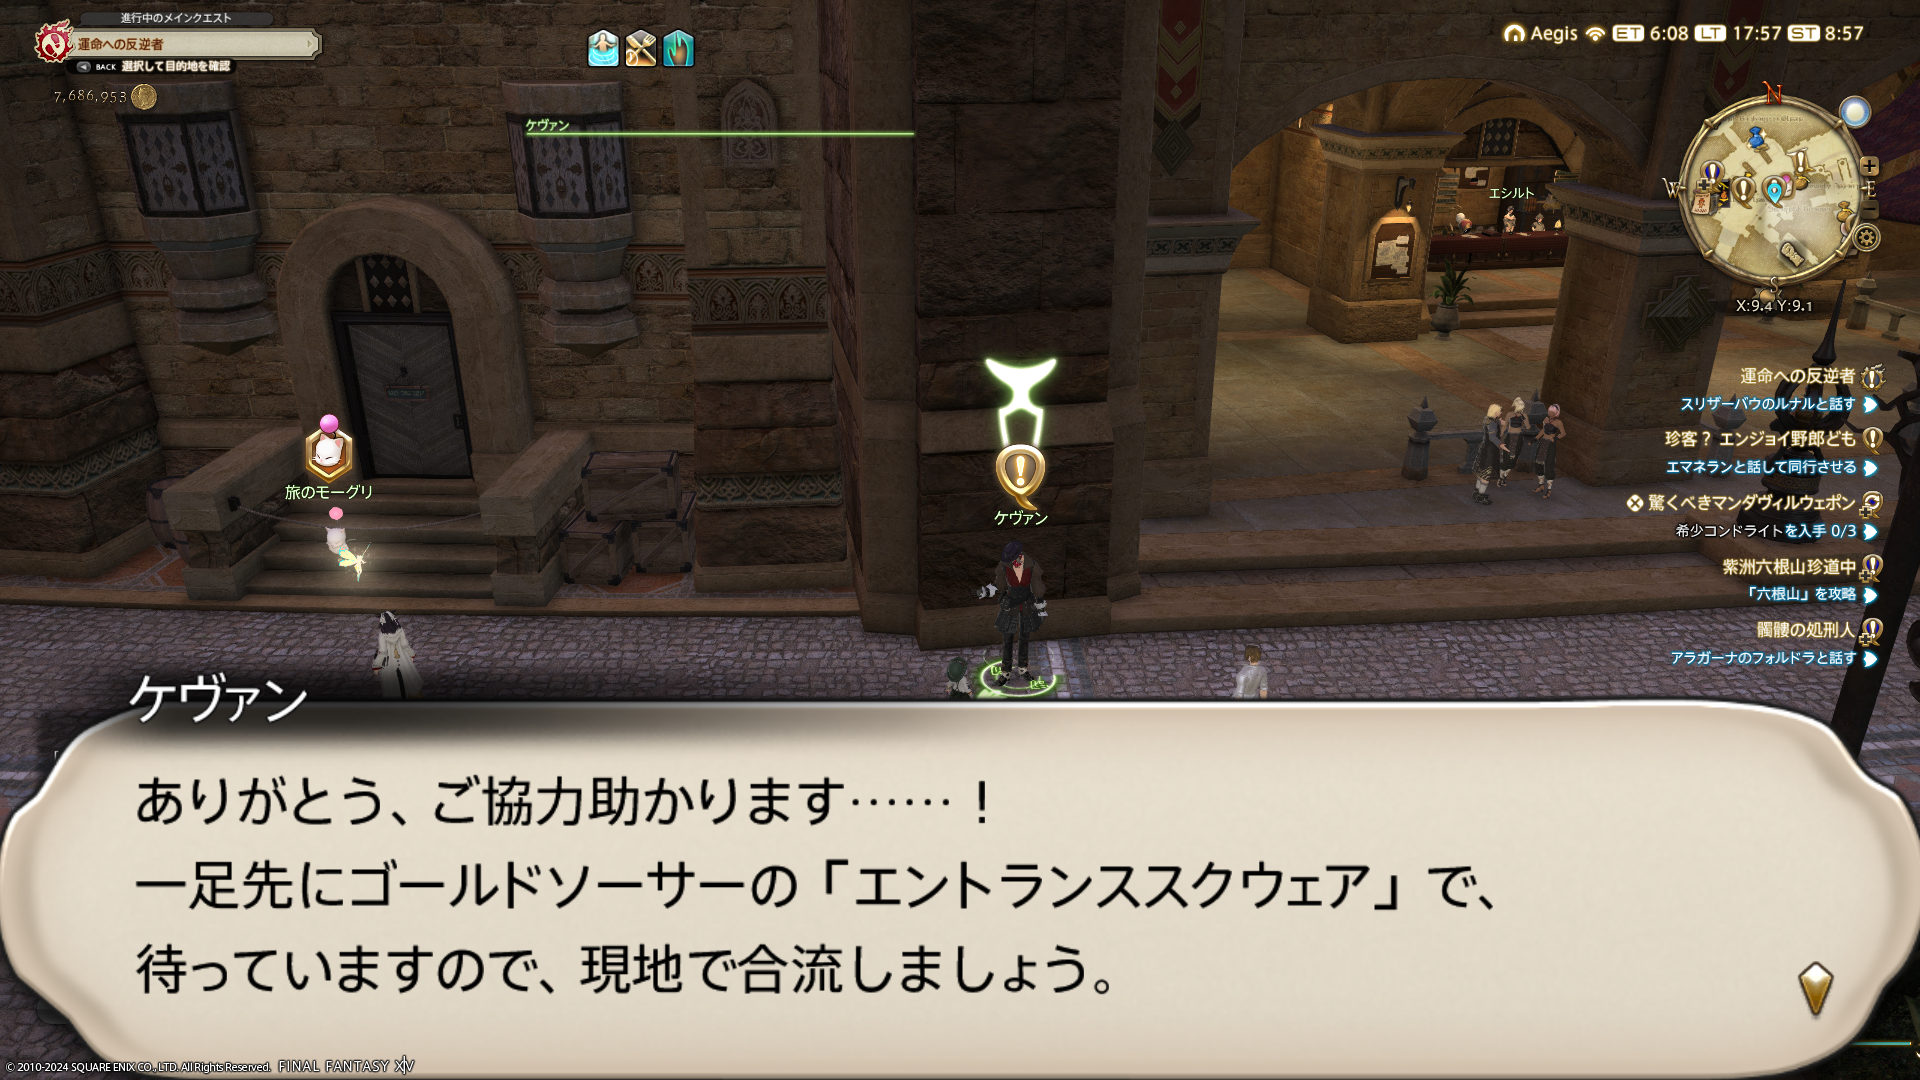 進行中のメインクエスト
運命への反逆者
BACK 選択して目的地を確認
7,686,953
ケヴァン
Aegis ET 6:08 LT 17:57 ST 8:57
N
W
E
S
X:9.4 Y:9.1
エシルト
運命への反逆者
スリザーバウのルナルと話す
珍客？ エンジョイ野郎ども
エマネランと話して同行させる
驚くべきマンダヴィルウェポン
希少コンドライトを入手 0/3
紫洲六根山珍道中
「六根山」を攻略
髑髏の処刑人
アラガーナのフォルドラと話す
旅のモーグリ
ケヴァン
ケヴァン
ありがとう、ご協力助かります……！
一足先にゴールドソーサーの「エントランススクウェア」で、
待っていますので、現地で合流しましょう。
© 2010-2024 SQUARE ENIX CO., LTD. All Rights Reserved. FINAL FANTASY XIV